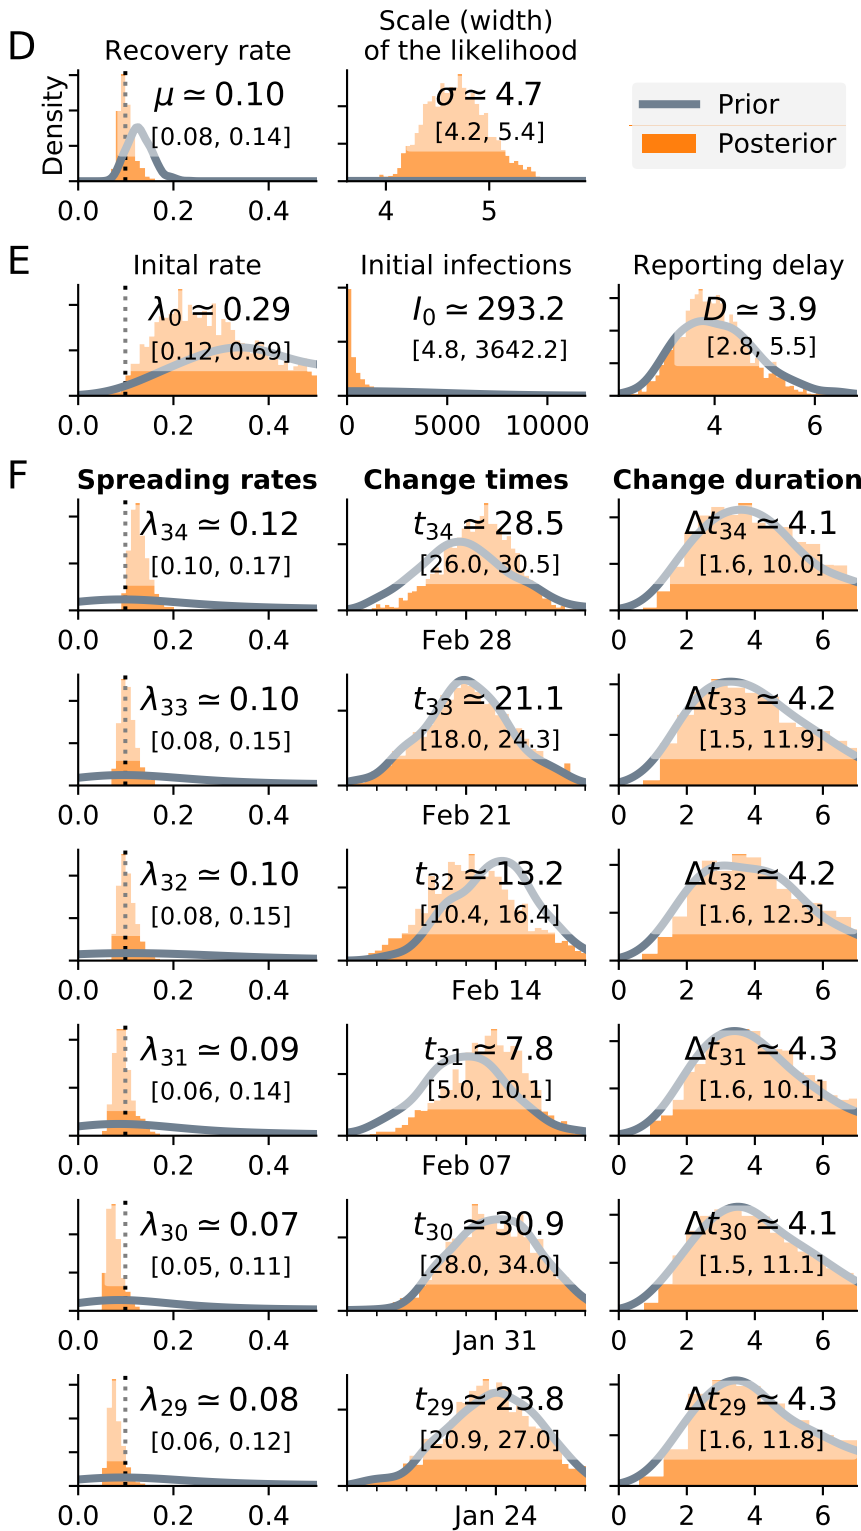 D
Recovery rate
Scale (width)
of the likelihood
Density
μ ≃ 0.10
[0.08, 0.14]
0.0 0.2 0.4
σ ≃ 4.7
[4.2, 5.4]
4 5
Prior
Posterior
E
Inital rate
λ0 ≃ 0.29
[0.12, 0.69]
0.0 0.2 0.4
Initial infections
I0 ≃ 293.2
[4.8, 3642.2]
0 5000 10000
Reporting delay
D ≃ 3.9
[2.8, 5.5]
4 6
F
Spreading rates Change times Change duration
λ34 ≃ 0.12 t34 ≃ 28.5 Δt34 ≃ 4.1
[0.10, 0.17] [26.0, 30.5] [1.6, 10.0]
0.0 0.2 0.4 Feb 28 0 2 4 6
λ33 ≃ 0.10 t33 ≃ 21.1 Δt33 ≃ 4.2
[0.08, 0.15] [18.0, 24.3] [1.5, 11.9]
0.0 0.2 0.4 Feb 21 0 2 4 6
λ32 ≃ 0.10 t32 ≃ 13.2 Δt32 ≃ 4.2
[0.08, 0.15] [10.4, 16.4] [1.6, 12.3]
0.0 0.2 0.4 Feb 14 0 2 4 6
λ31 ≃ 0.09 t31 ≃ 7.8 Δt31 ≃ 4.3
[0.06, 0.14] [5.0, 10.1] [1.6, 10.1]
0.0 0.2 0.4 Feb 07 0 2 4 6
λ30 ≃ 0.07 t30 ≃ 30.9 Δt30 ≃ 4.1
[0.05, 0.11] [28.0, 34.0] [1.5, 11.1]
0.0 0.2 0.4 Jan 31 0 2 4 6
λ29 ≃ 0.08 t29 ≃ 23.8 Δt29 ≃ 4.3
[0.06, 0.12] [20.9, 27.0] [1.6, 11.8]
0.0 0.2 0.4 Jan 24 0 2 4 6